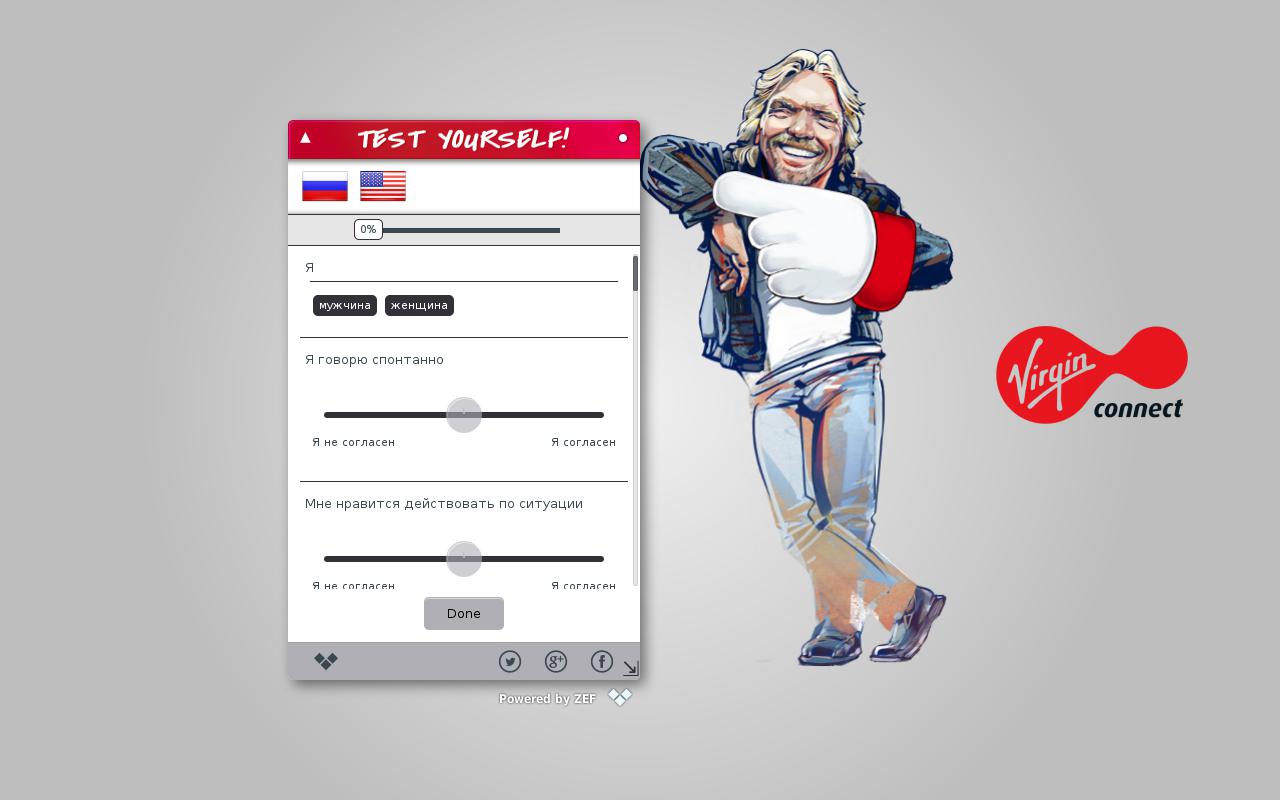 TEST YOURSELF!
0%
Я
мужчина женщина
Я говорю спонтанно
Я не согласен Я согласен
Мне нравится действовать по ситуации
Я не согласен Я согласен
Done
g+ f
Powered by ZEF
Virgin
connect